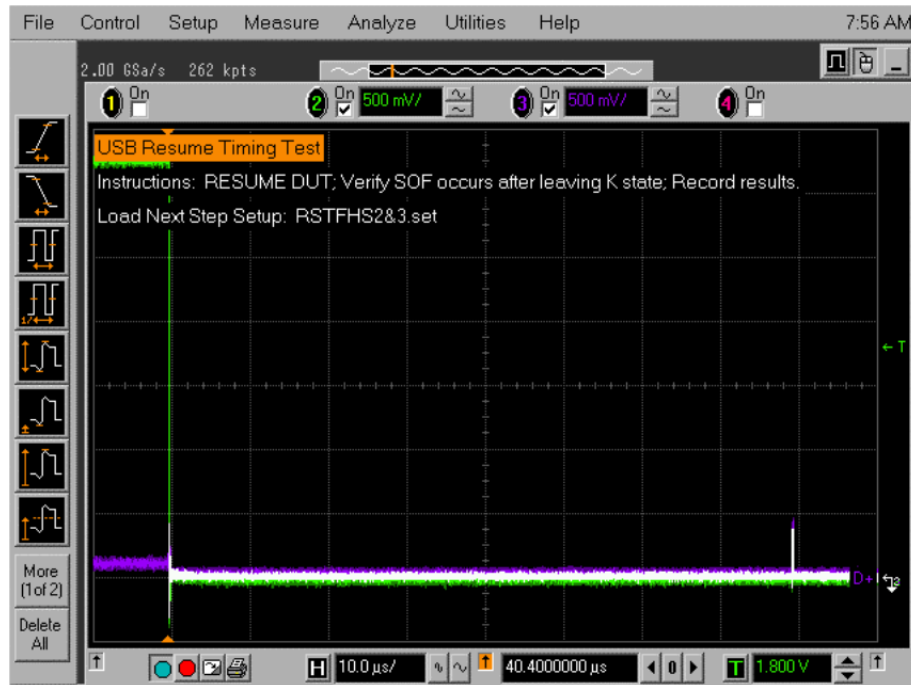 File Control Setup Measure Analyze Utilities Help 7:56 AM
2.00 GSa/s 262 kpts
1 On 2 On 500 mV/ 3 On 500 mV/ 4 On
USB Resume Timing Test
Instructions: RESUME DUT; Verify SOF occurs after leaving K state; Record results.
Load Next Step Setup: RSTFHS2&3.set
T
1/
More
(1 of 2)
D+
Delete
All
H 10.0 µs/ 40.4000000 µs 0 T 1.800 V